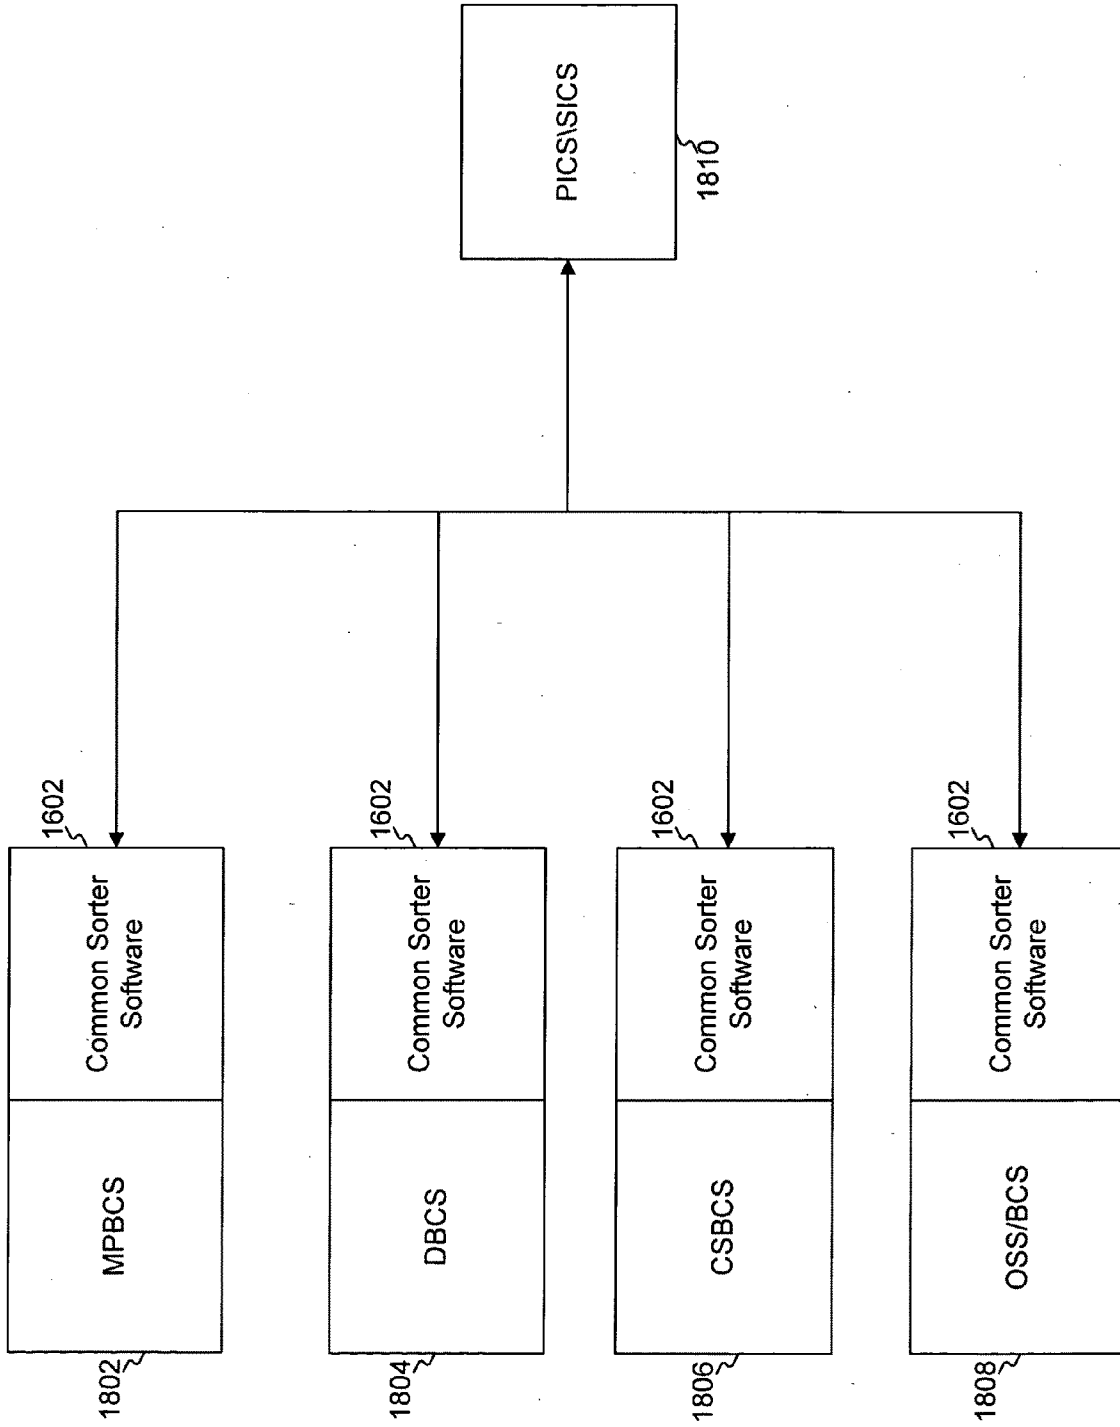 1802
MPBCS
Common Sorter
Software
1602
1804
DBCS
Common Sorter
Software
1602
1806
CSBCS
Common Sorter
Software
1602
1808
OSS/BCS
Common Sorter
Software
1602
PICS\SICS
1810